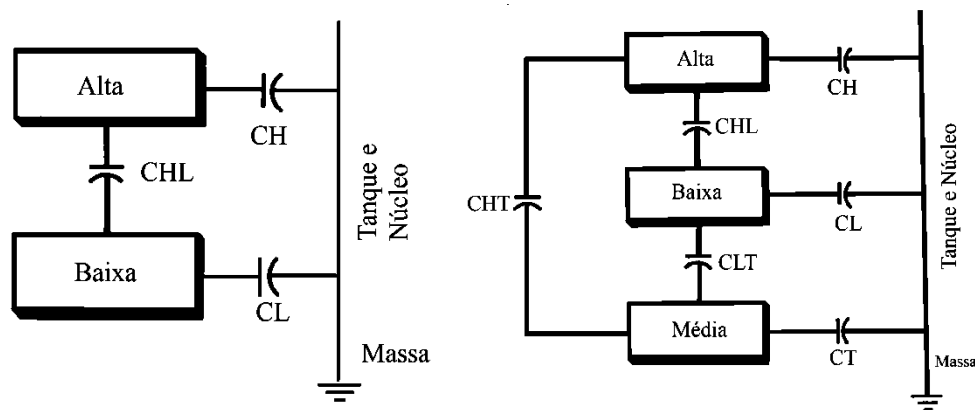 Alta
CH
CHL
Baixa
CL
Tanque e
Núcleo
Massa
Alta
CH
CHL
CHT
Baixa
CL
CLT
Média
CT
Tanque e Núcleo
Massa